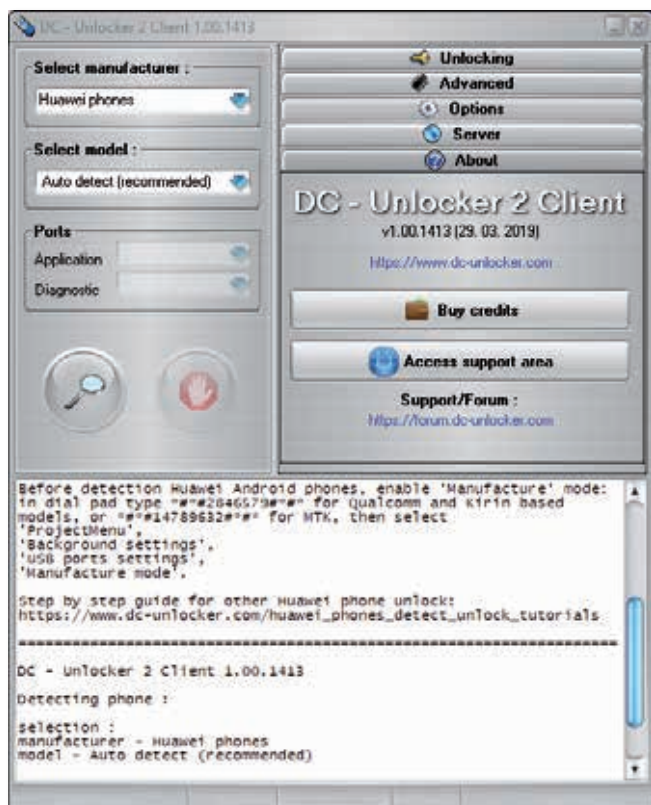 DC - Unlocker 2 Client 1.00.1413
Select manufacturer :
Huawei phones
Select model :
Auto detect (recommended)
Ports
Application
Diagnostic
Unlocking
Advanced
Options
Server
About
DC - Unlocker 2 Client
v1.00.1413 (29. 03. 2019)
https://www.dc-unlocker.com
Buy credits
Access support area
Support/Forum :
https://forum.dc-unlocker.com
Before detection Huawei Android phones, enable 'Manufacture' mode:
in dial pad type *#*#2846579#*#* for Qualcomm and Kirin based
models, or *#*#14789632#*#* for MTK, then select
'ProjectMenu',
'Background settings',
'USB ports settings',
'Manufacture mode'.
Step by step guide for other Huawei phone unlock:
https://www.dc-unlocker.com/huawei_phones_detect_unlock_tutorials
===================================================================
DC - Unlocker 2 Client 1.00.1413
Detecting phone :
selection :
manufacturer - Huawei phones
model - Auto detect (recommended)